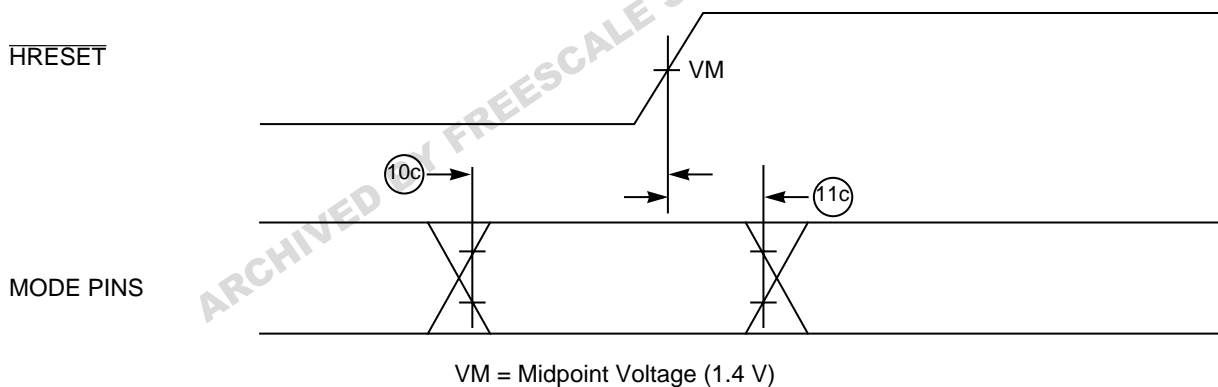 HRESET
VM
10c
11c
MODE PINS
ARCHIVED BY FREESCALE
VM = Midpoint Voltage (1.4 V)